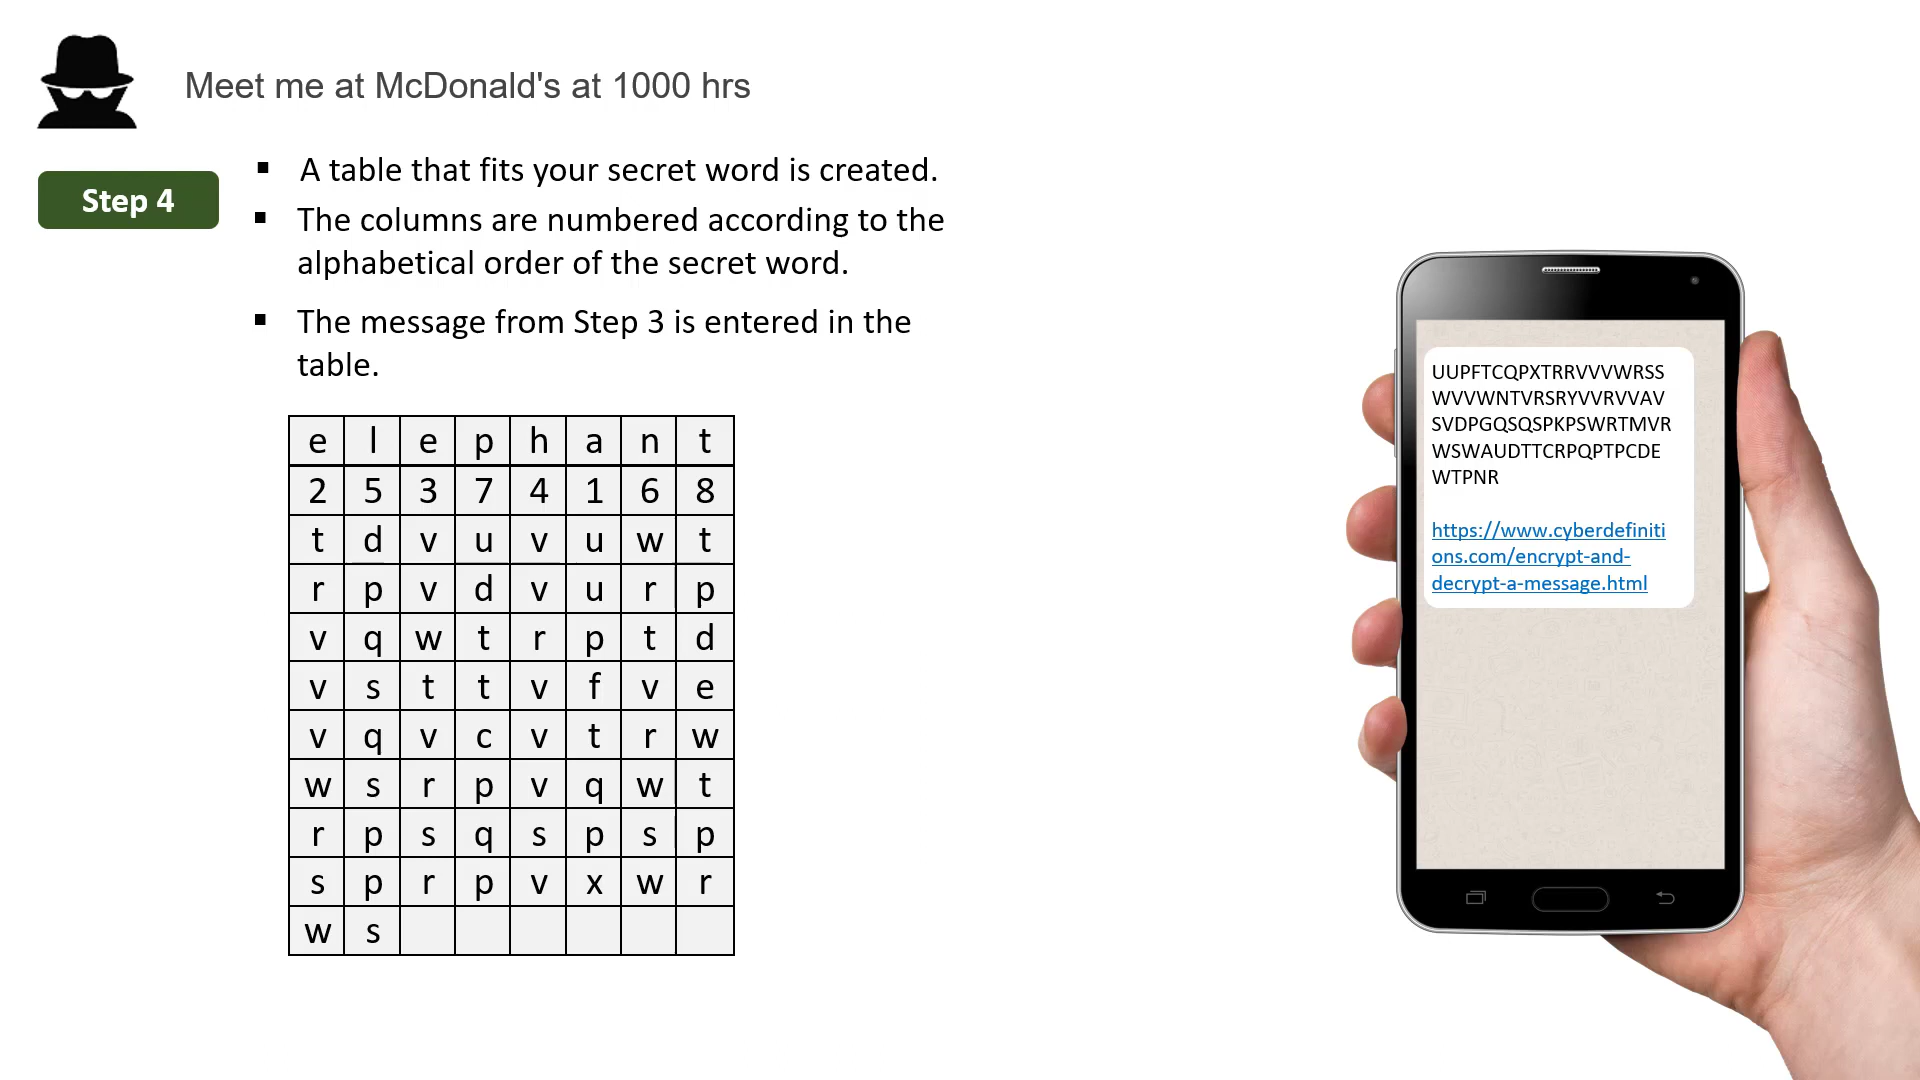 Meet me at McDonald's at 1000 hrs
Step 4
▪ A table that fits your secret word is created.
▪ The columns are numbered according to the
alphabetical order of the secret word.
▪ The message from Step 3 is entered in the
table.
e l e p h a n t
2 5 3 7 4 1 6 8
t d v u v u w t
r p v d v u r p
v q w t r p t d
v s t t v f v e
v q v c v t r w
w s r p v q w t
r p s q s p s p
s p r p v x w r
w s
UUPFTCQPXTRRVVVWRSS
WVVWNTVRSRYVVRVVAV
SVDPGQSQSPKPSWRTMVR
WSWAUDTTCRPQPTPCDE
WTPNR
https://www.cyberdefiniti
ons.com/encrypt-and-
decrypt-a-message.html